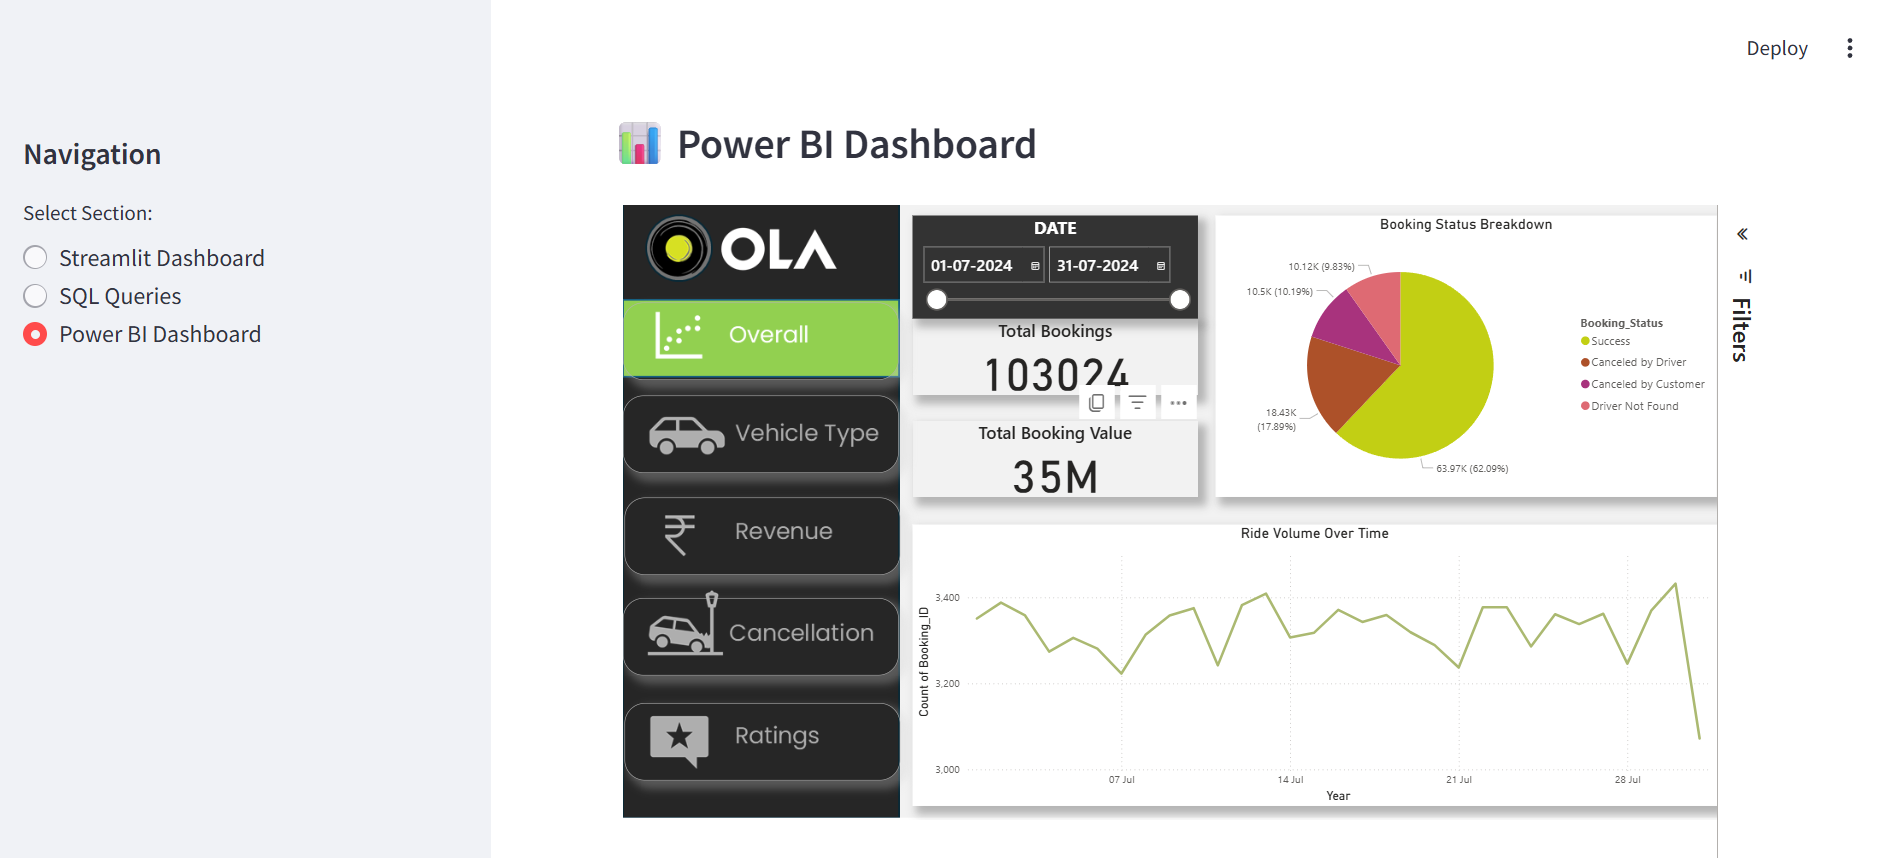 Deploy
Navigation
Select Section:
Streamlit Dashboard
SQL Queries
Power BI Dashboard
Power BI Dashboard
OLA
Overall
Vehicle Type
Revenue
Cancellation
Ratings
DATE
01-07-2024 31-07-2024
Total Bookings
103024
Total Booking Value
35M
Booking Status Breakdown
10.12K (9.83%)
10.5K (10.19%)
18.43K
(17.89%)
63.97K (62.09%)
Booking_Status
Success
Canceled by Driver
Canceled by Customer
Driver Not Found
Filters
Ride Volume Over Time
Count of Booking_ID
3,400
3,200
3,000
07 Jul 14 Jul 21 Jul 28 Jul
Year